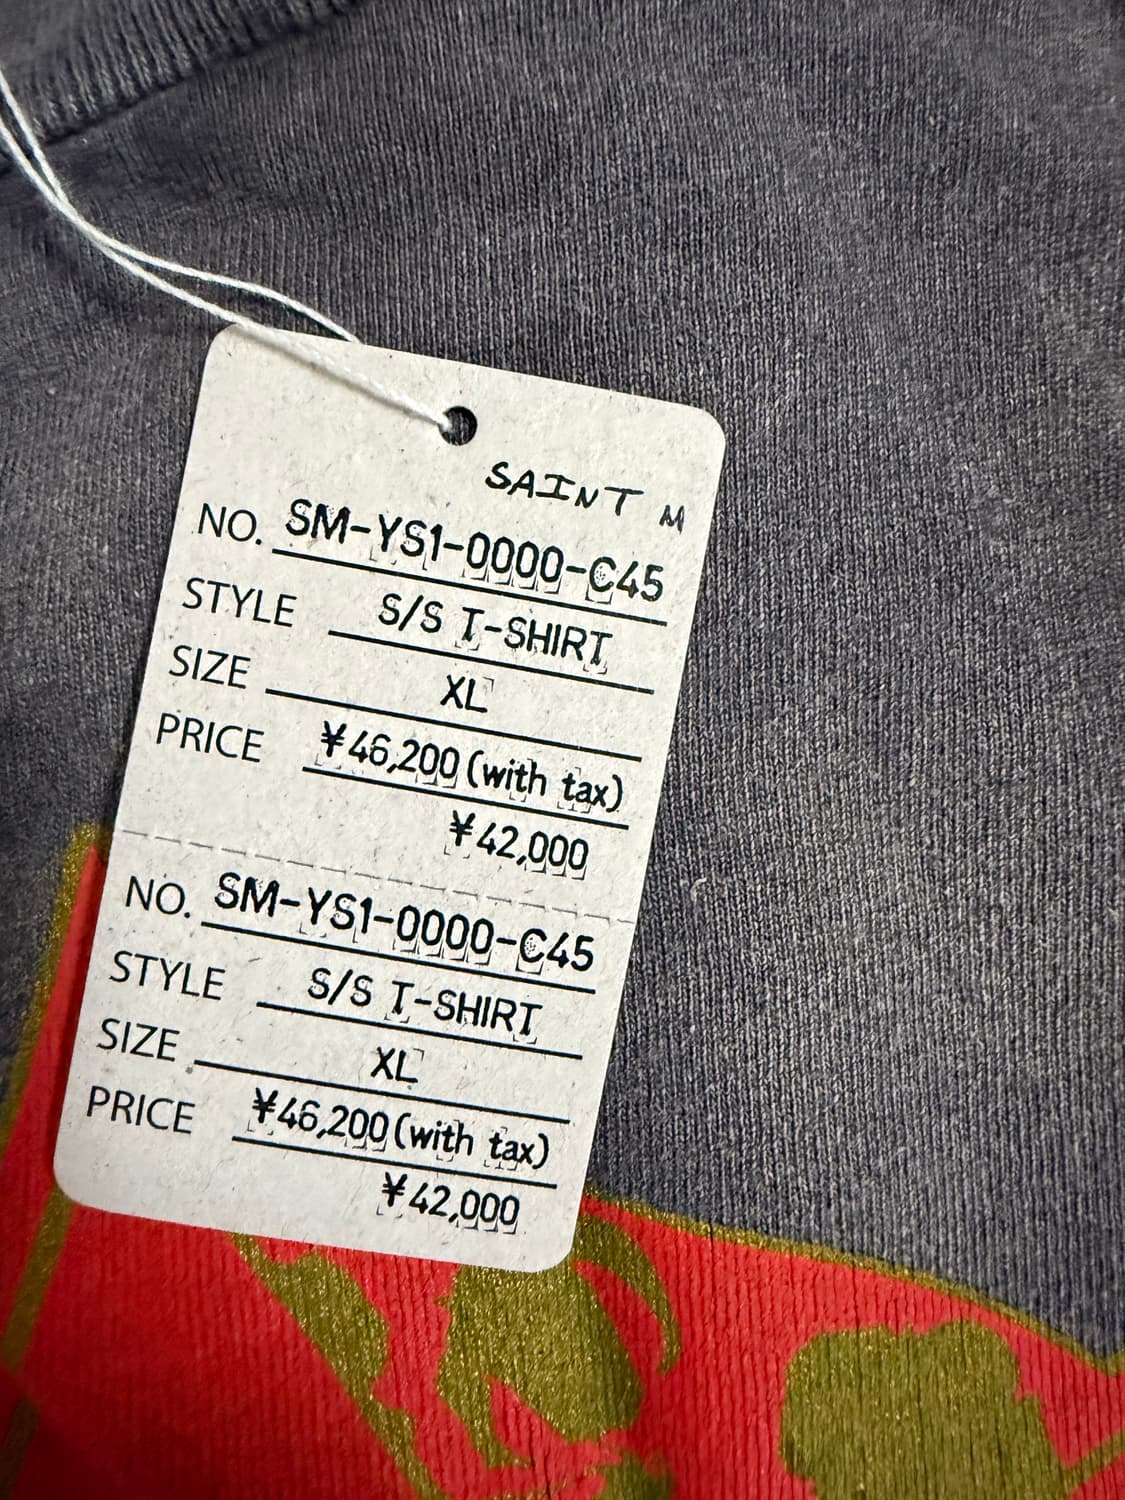 SAINT M
NO. SM-YS1-0000-C45
STYLE S/S T-SHIRT
SIZE XL
PRICE ¥46,200(with tax)
¥42,000
NO. SM-YS1-0000-C45
STYLE S/S T-SHIRT
SIZE XL
PRICE ¥46,200(with tax)
¥42,000